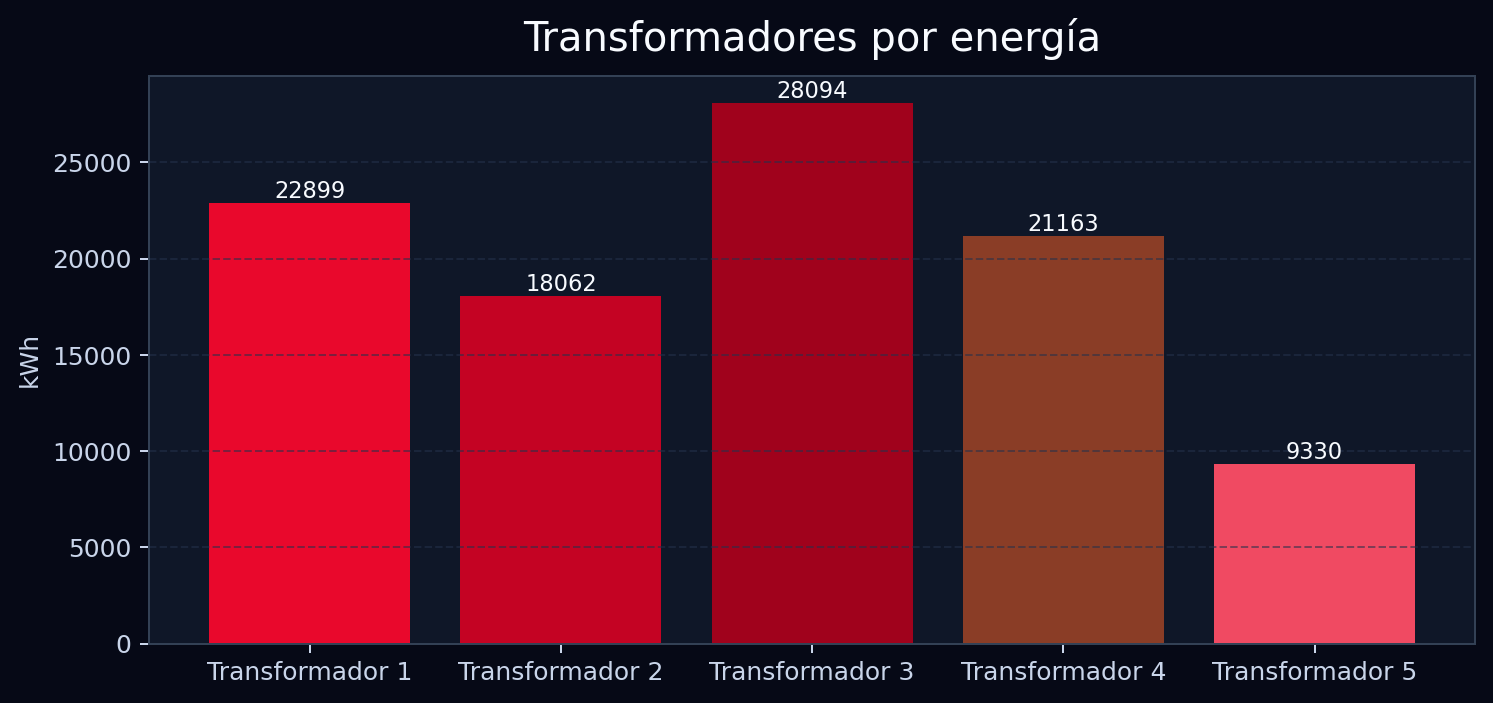 Transformadores por energía
kWh
25000
20000
15000
10000
5000
0
22899
18062
28094
21163
9330
Transformador 1
Transformador 2
Transformador 3
Transformador 4
Transformador 5